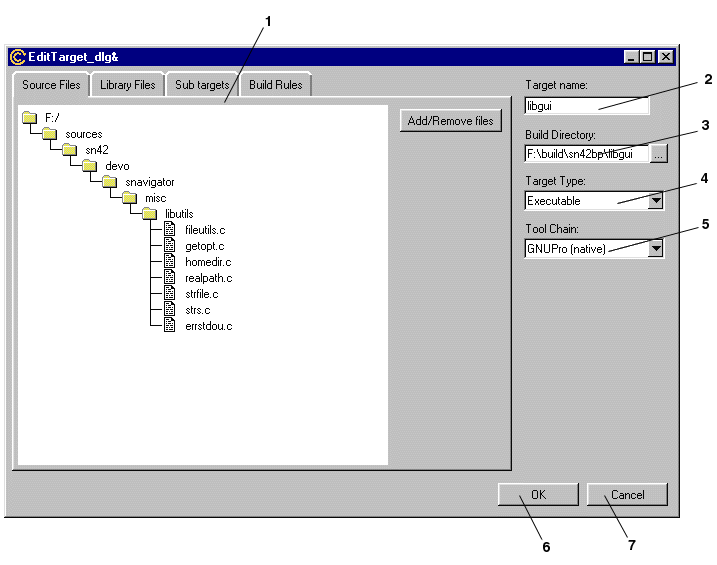 1
EditTarget_dlg&
Source Files
Library Files
Sub targets
Build Rules
F:/
sources
sn42
devo
snavigator
misc
libutils
fileutils.c
getopt.c
homedir.c
realpath.c
strfile.c
strs.c
errstdou.c
Add/Remove files
Target name:
2
libgui
3
Build Directory:
F:\build\sn42bp\libgui
...
Target Type:
4
Executable
Tool Chain:
5
GNUPro (native)
OK
Cancel
6
7